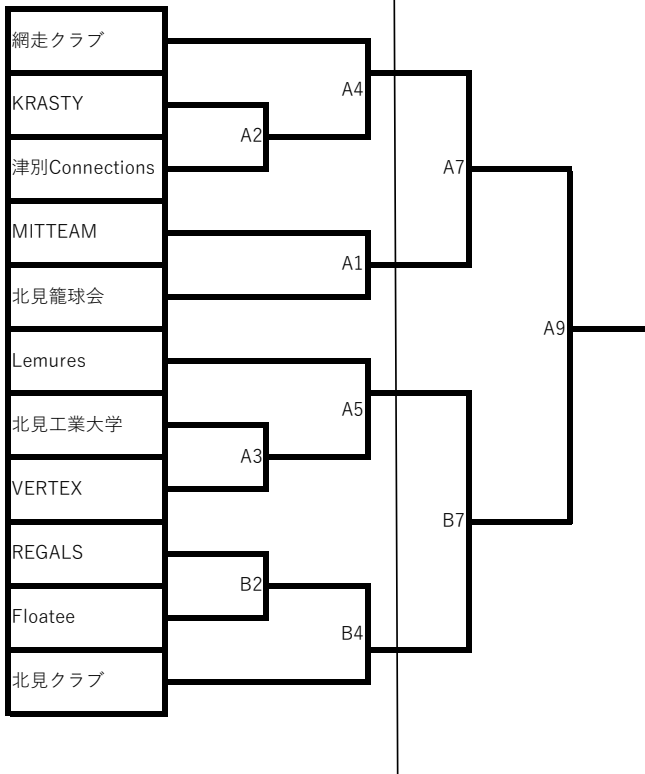 網走クラブ
KRASTY
津別Connections
MITTEAM
北見籠球会
Lemures
北見工業大学
VERTEX
REGALS
Floatee
北見クラブ
A4
A2
A7
A1
A9
A5
A3
B7
B2
B4